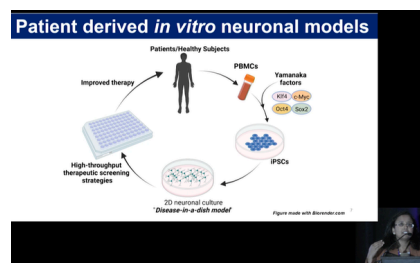 Patient derived in vitro neuronal models
Patients/Healthy Subjects
PBMCs
Yamanaka
factors
Klf4
c-Myc
Oct4
Sox2
iPSCs
2D neuronal culture
'Disease-in-a-dish model'
High-throughput
therapeutic screening
strategies
Improved therapy
Figure made with Biorender.com